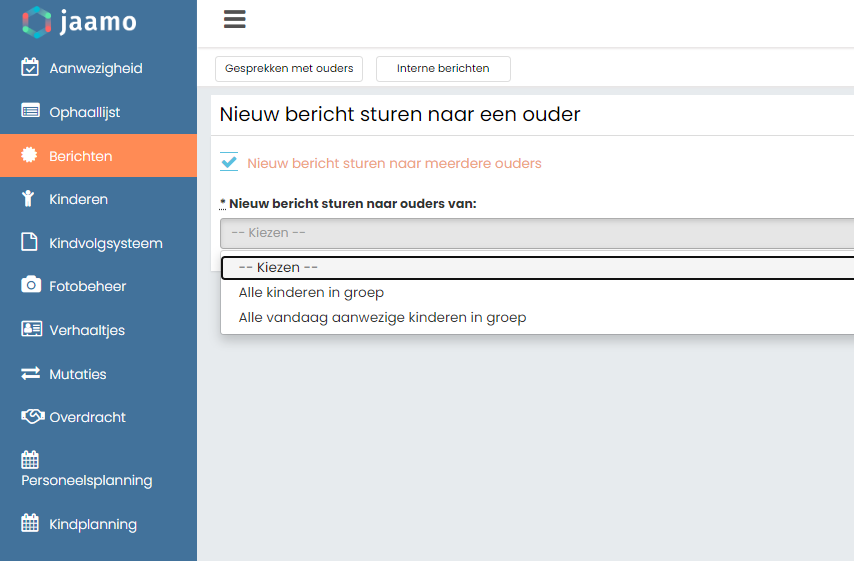 jaamo
Aanwezigheid
Ophaallijst
Berichten
Kinderen
Kindvolgsysteem
Fotobeheer
Verhaaltjes
Mutaties
Overdracht
Personeelsplanning
Kindplanning
Gesprekken met ouders
Interne berichten
Nieuw bericht sturen naar een ouder
Nieuw bericht sturen naar meerdere ouders
* Nieuw bericht sturen naar ouders van:
-- Kiezen --
-- Kiezen --
Alle kinderen in groep
Alle vandaag aanwezige kinderen in groep